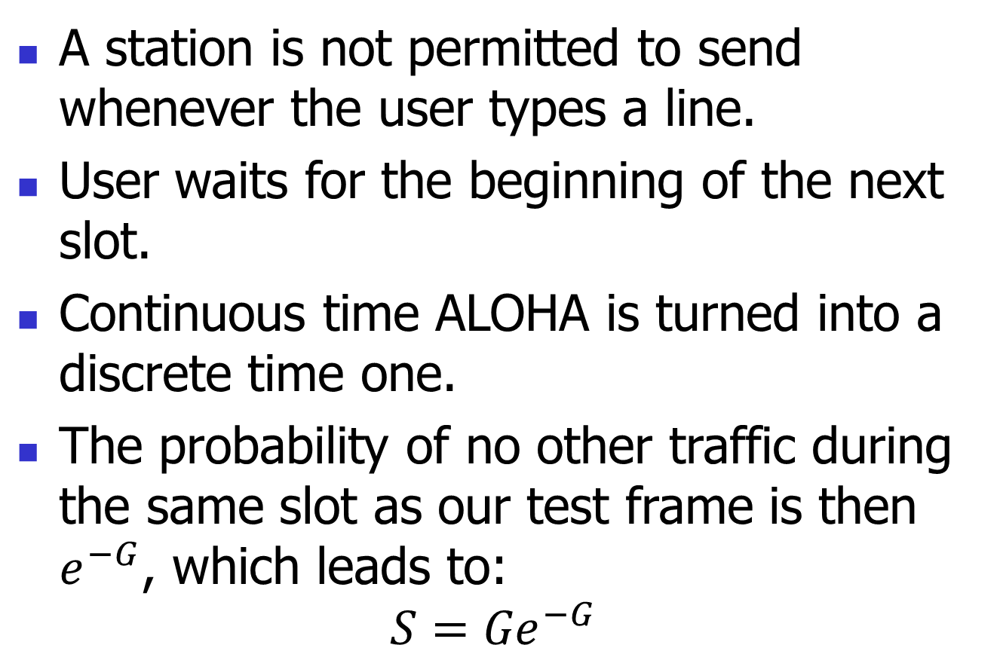 ▪ A station is not permitted to send
whenever the user types a line.
▪ User waits for the beginning of the next
slot.
▪ Continuous time ALOHA is turned into a
discrete time one.
▪ The probability of no other traffic during
the same slot as our test frame is then
$e^{-G}$, which leads to:
$S = Ge^{-G}$